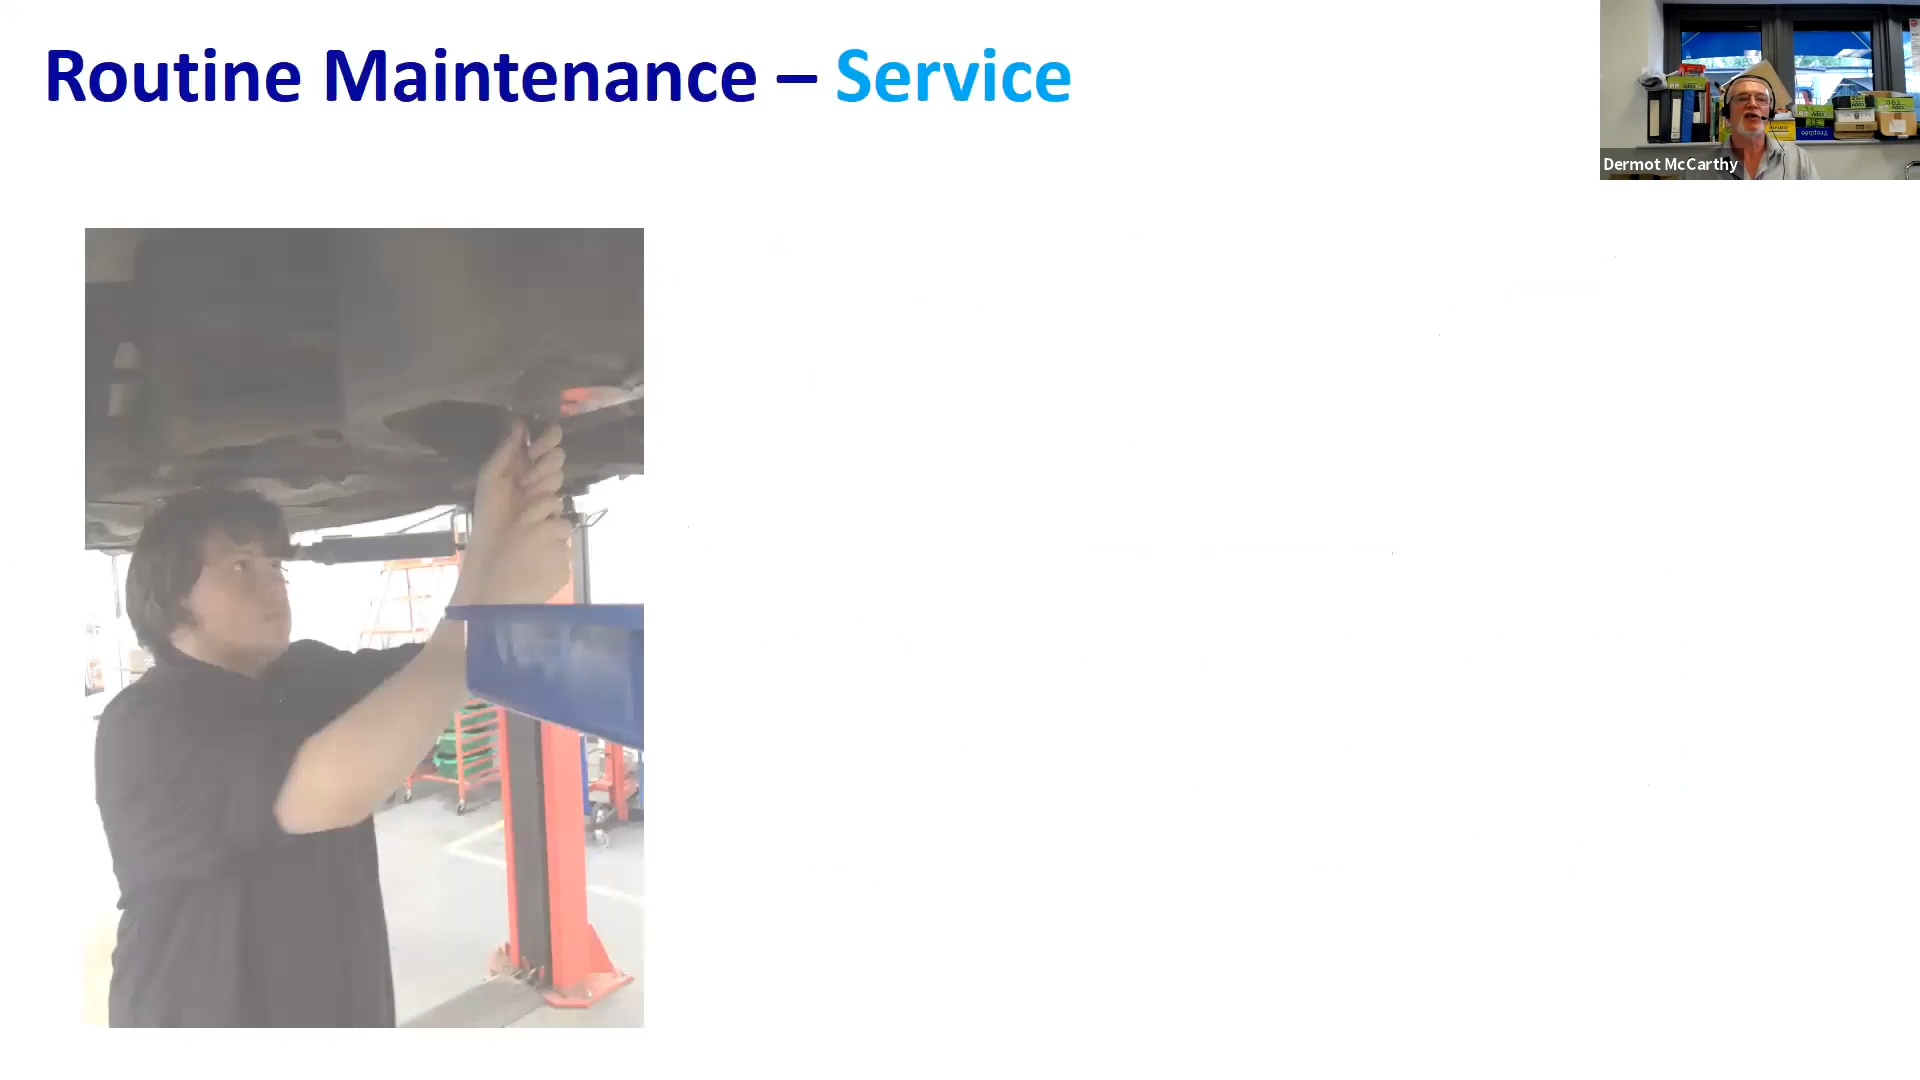 Routine Maintenance – Service
Dermot McCarthy